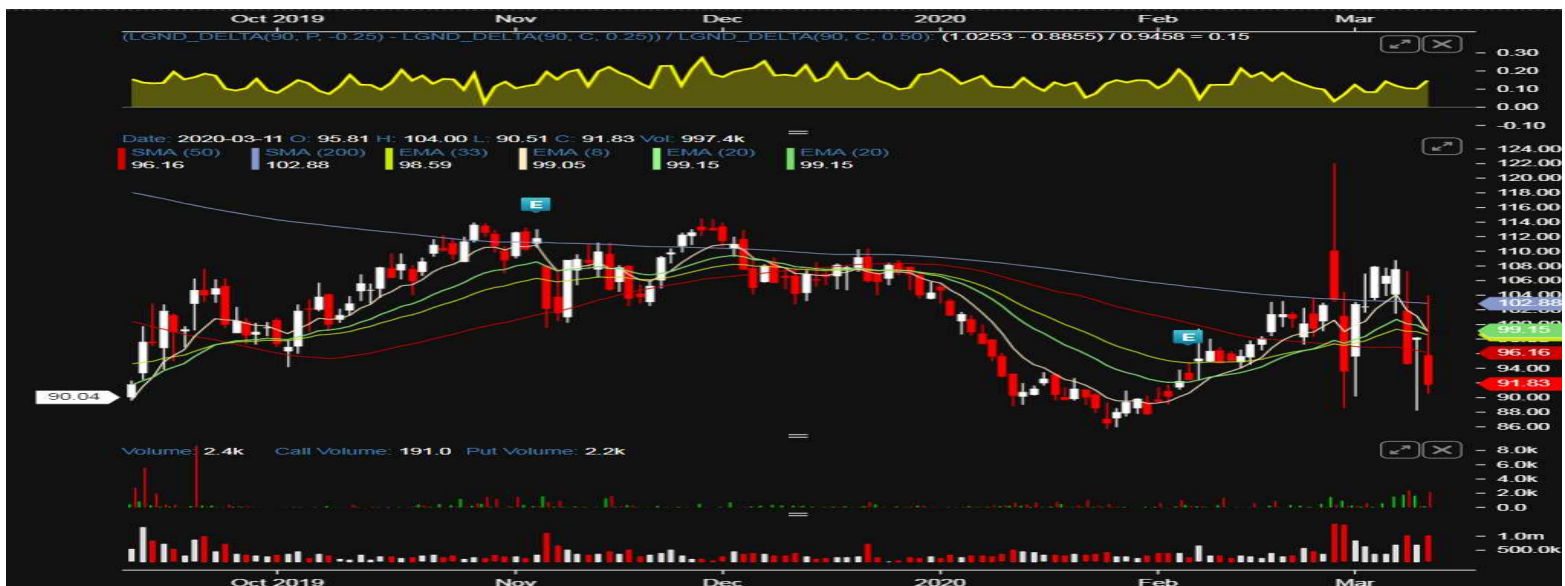 Oct 2019 Nov Dec 2020 Feb Mar
(LGND_DELTA(90, P, -0.25) - LGND_DELTA(90, C, 0.25)) / LGND_DELTA(90, C, 0.50): (1.0253 - 0.8855) / 0.9458 = 0.15
0.30
0.20
0.10
0.00
-0.10
Date: 2020-03-11 O: 95.81 H: 104.00 L: 90.51 C: 91.83 Vol: 997.4k
SMA (50) SMA (200) EMA (33) EMA (8) EMA (20) EMA (20)
96.16 102.88 98.59 99.05 99.15 99.15
124.00
122.00
120.00
118.00
116.00
E
114.00
112.00
110.00
108.00
106.00
104.00
102.88
99.15
E
96.16
94.00
91.83
90.04
90.00
88.00
86.00
Volume: 2.4k Call Volume: 191.0 Put Volume: 2.2k
8.0k
6.0k
4.0k
2.0k
0.0
1.0m
500.0k
Oct 2019 Nov Dec 2020 Feb Mar